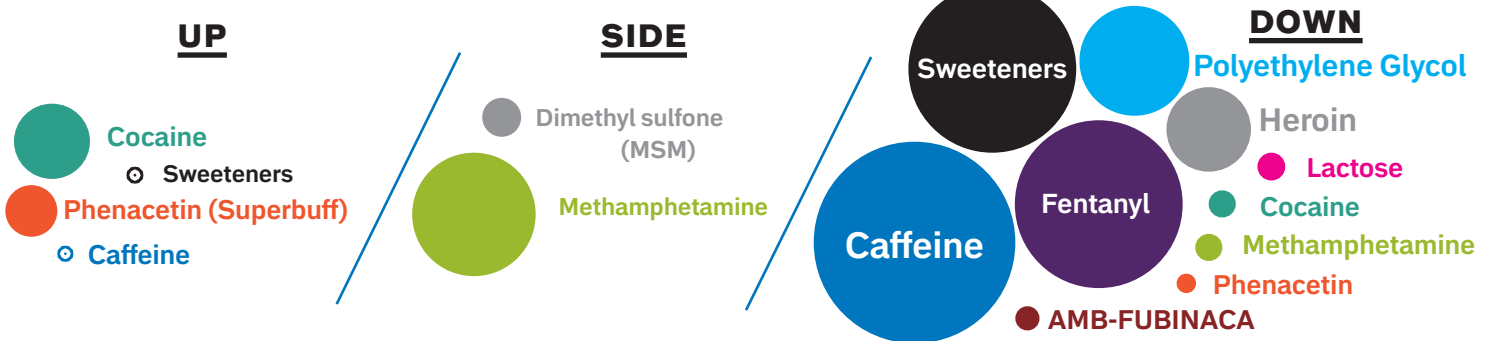 UP
Cocaine
Sweeteners
Phenacetin (Superbuff)
Caffeine
SIDE
Dimethyl sulfone
(MSM)
Methamphetamine
DOWN
Sweeteners
Polyethylene Glycol
Heroin
Lactose
Fentanyl
Cocaine
Caffeine
Methamphetamine
Phenacetin
AMB-FUBINACA